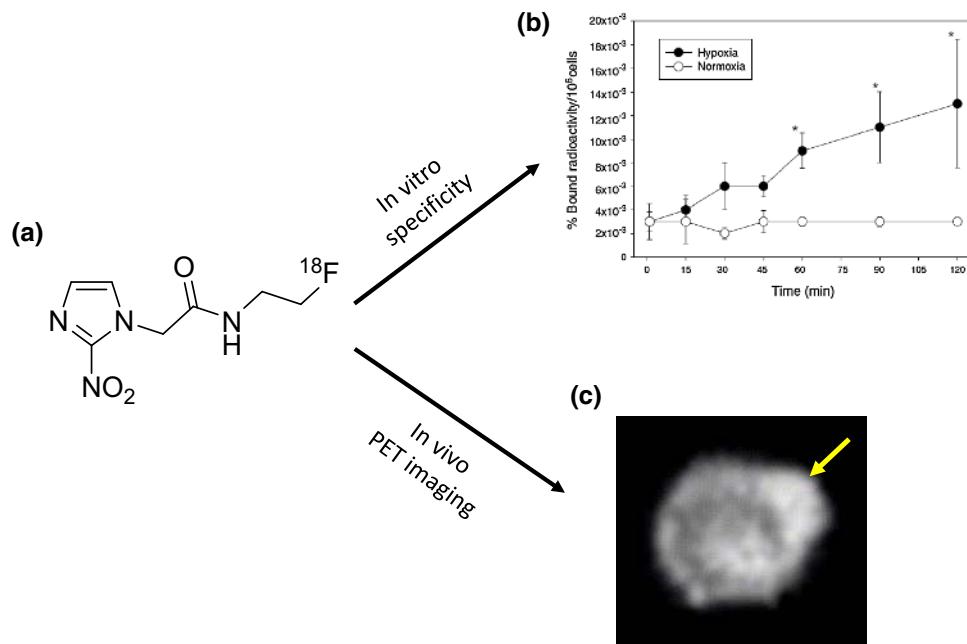 (a)
O
18F
N
N
N
H
NO2
In vitro
specificity
In vivo
PET imaging
(b)
20x10-3
18x10-3
16x10-3
14x10-3
12x10-3
10x10-3
8x10-3
6x10-3
4x10-3
2x10-3
0
% Bound radioactivity/10⁶cells
Hypoxia
Normoxia
*
*
*
0 15 30 45 60 75 90 105 120
Time (min)
(c)